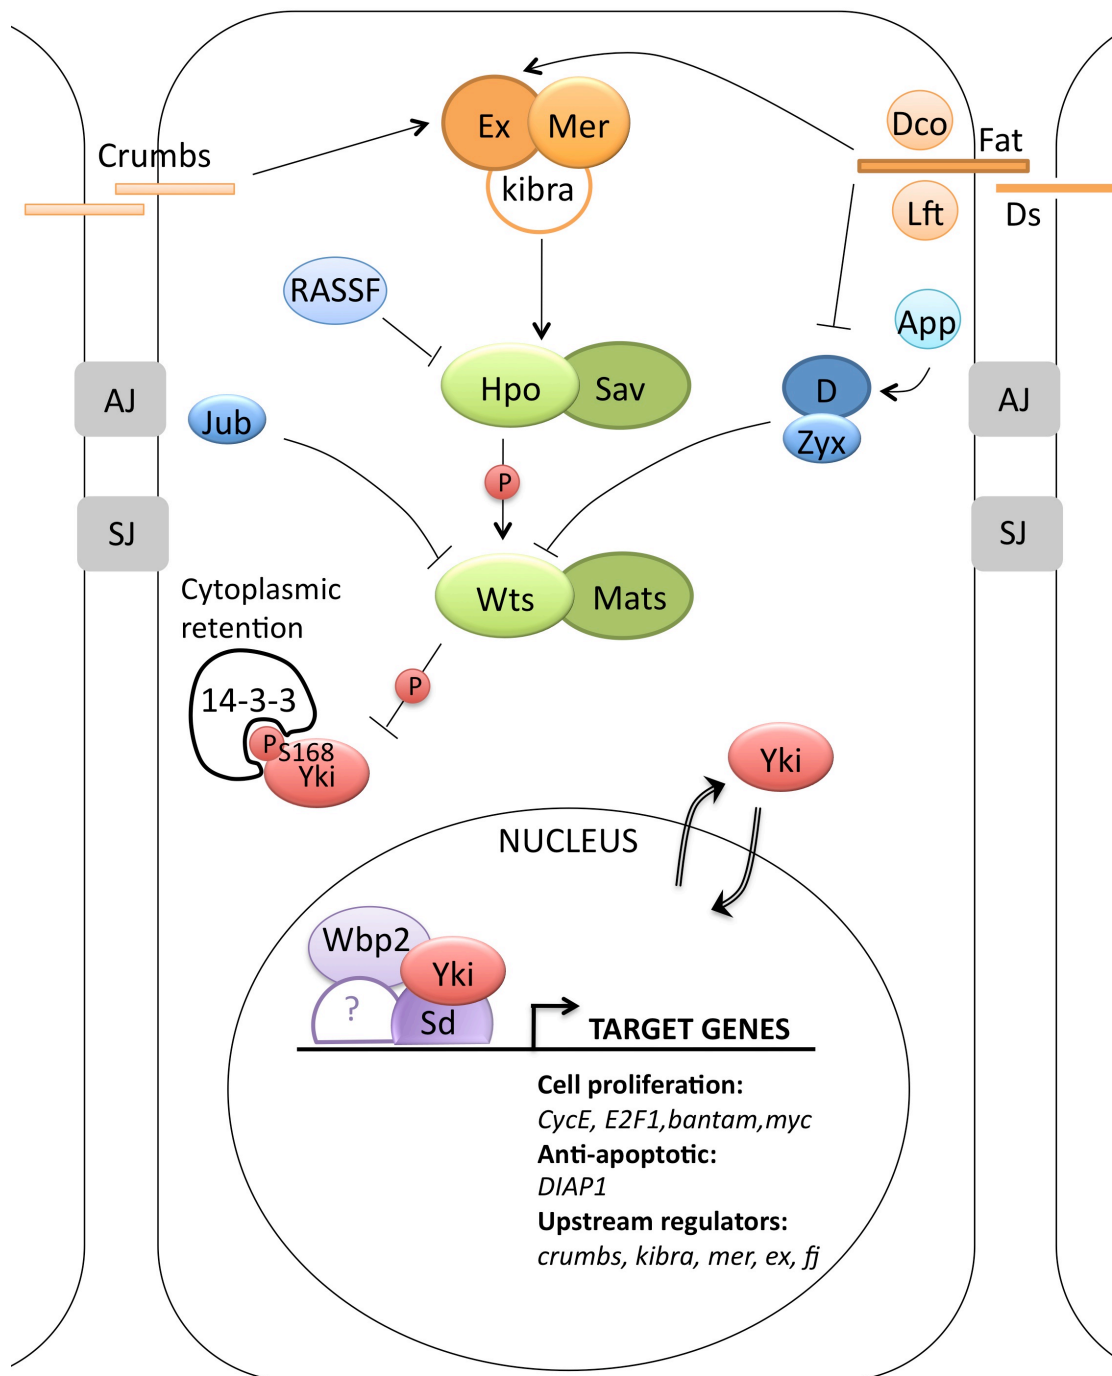 Ex
Mer
Dco
Fat
Crumbs
kibra
Lft
Ds
RASSF
App
Hpo
Sav
D
AJ
AJ
Jub
Zyx
P
SJ
SJ
Cytoplasmic
retention
Wts
Mats
14-3-3
P
P
S168
Yki
Yki
NUCLEUS
Wbp2
Yki
?
Sd
TARGET GENES
Cell proliferation:
CycE, E2F1,bantam,myc
Anti-apoptotic:
DIAP1
Upstream regulators:
crumbs, kibra, mer, ex, fj